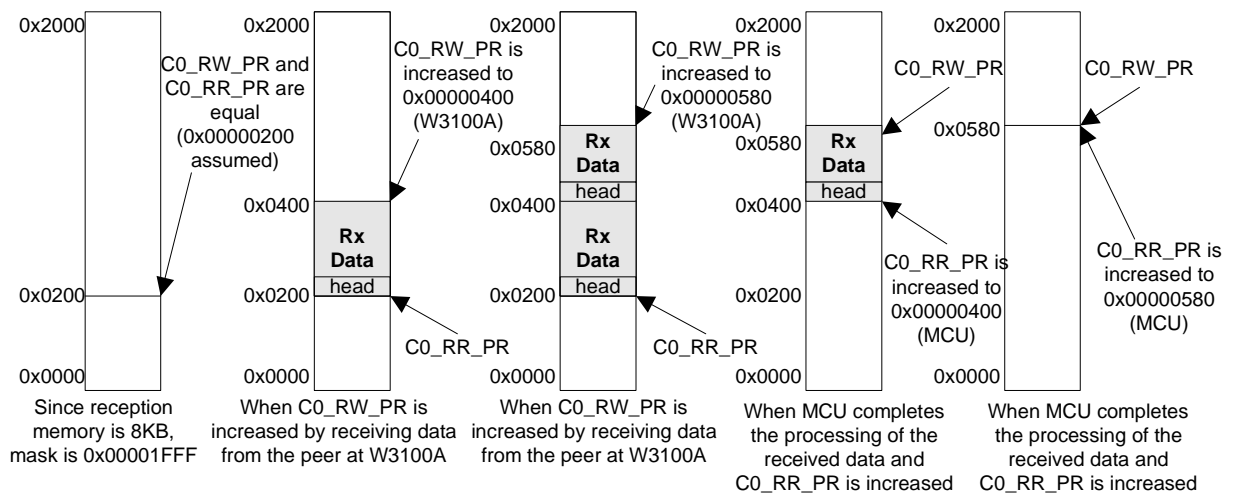 0x2000
C0_RW_PR and
C0_RR_PR are
equal
(0x00000200
assumed)
0x0200
0x0000
Since reception
memory is 8KB,
mask is 0x00001FFF
0x2000
C0_RW_PR is
increased to
0x00000400
(W3100A)
0x0400
Rx
Data
head
0x0200
C0_RR_PR
0x0000
When C0_RW_PR is
increased by receiving data
from the peer at W3100A
0x2000
C0_RW_PR is
increased to
0x00000580
(W3100A)
0x0580
Rx
Data
head
0x0400
Rx
Data
head
0x0200
C0_RR_PR
0x0000
When C0_RW_PR is
increased by receiving data
from the peer at W3100A
0x2000
C0_RW_PR
0x0580
Rx
Data
head
0x0400
C0_RR_PR is
increased to
0x00000400
(MCU)
0x0200
0x0000
When MCU completes
the processing of the
received data and
C0_RR_PR is increased
0x2000
C0_RW_PR
0x0580
C0_RR_PR is
increased to
0x00000580
(MCU)
0x0000
When MCU completes
the processing of the
received data and
C0_RR_PR is increased